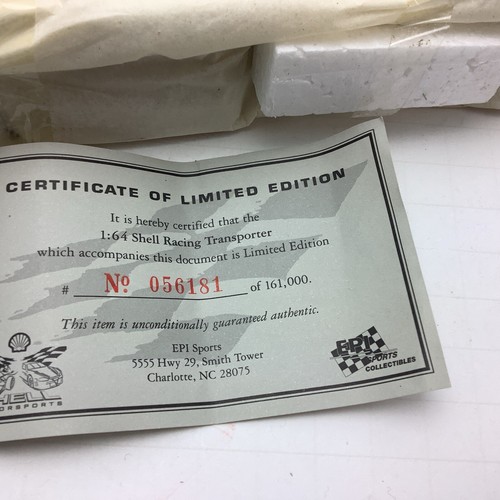 CERTIFICATE OF LIMITED EDITION
It is hereby certified that the
1:64 Shell Racing Transporter
which accompanies this document is Limited Edition
# Nº 056181 of 161,000.
This item is unconditionally guaranteed authentic.
EPI Sports
5555 Hwy 29, Smith Tower
Charlotte, NC 28075
EPI
SPORTS
COLLECTIBLES